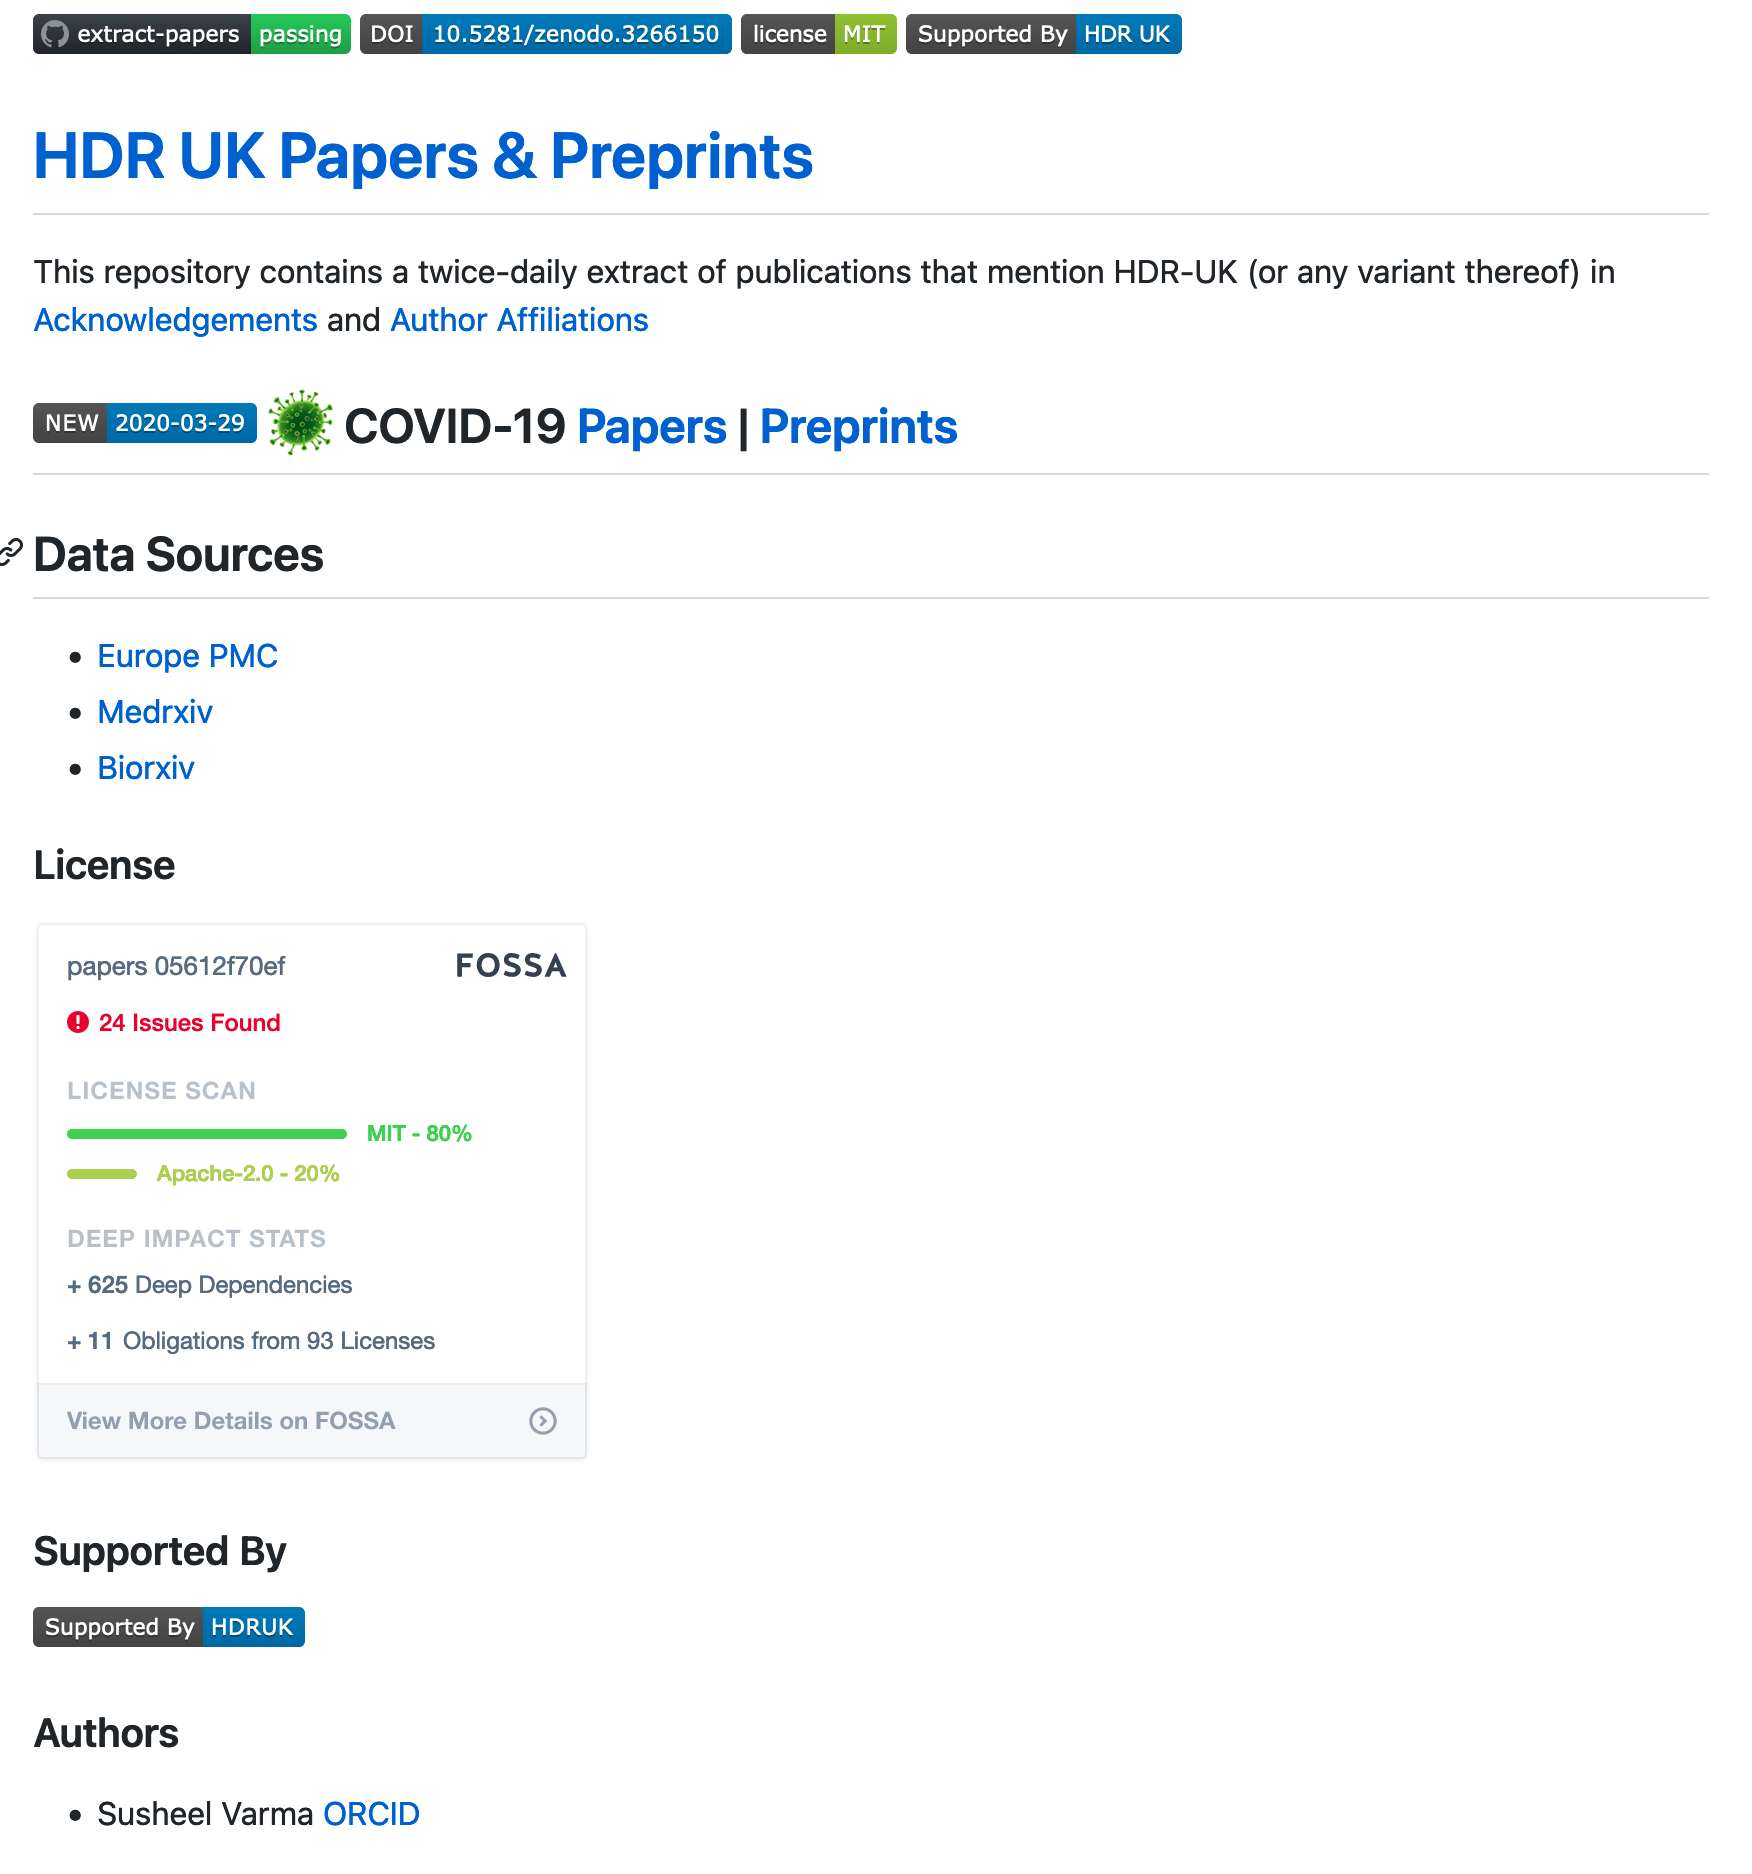 extract-papers passing DOI 10.5281/zenodo.3266150 license MIT Supported By HDR UK
HDR UK Papers & Preprints
This repository contains a twice-daily extract of publications that mention HDR-UK (or any variant thereof) in
Acknowledgements and Author Affiliations
NEW 2020-03-29 COVID-19 Papers | Preprints
Data Sources
Europe PMC
Medrxiv
Biorxiv
License
papers 05612f70ef FOSSA
24 Issues Found
LICENSE SCAN
MIT - 80%
Apache-2.0 - 20%
DEEP IMPACT STATS
+ 625 Deep Dependencies
+ 11 Obligations from 93 Licenses
View More Details on FOSSA
Supported By
Supported By HDRUK
Authors
Susheel Varma ORCID